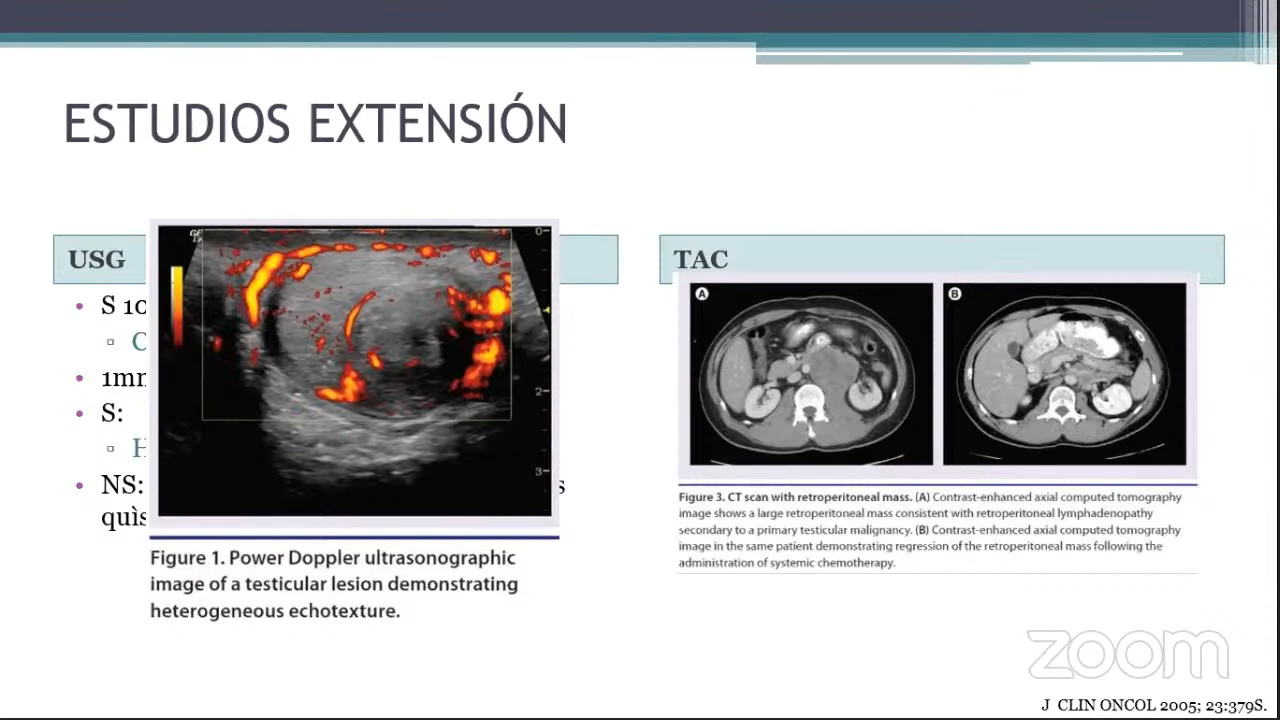 ESTUDIOS EXTENSIÓN
USG
S
1mm
S:
NS:
0
2
3
Figure 1. Power Doppler ultrasonographic
image of a testicular lesion demonstrating
heterogeneous echotexture.
TAC
A
B
Figure 3. CT scan with retroperitoneal mass. (A) Contrast-enhanced axial computed tomography
image shows a large retroperitoneal mass consistent with retroperitoneal lymphadenopathy
secondary to a primary testicular malignancy. (B) Contrast-enhanced axial computed tomography
image in the same patient demonstrating regression of the retroperitoneal mass following the
administration of systemic chemotherapy.
zoom
J CLIN ONCOL 2005; 23:379S.